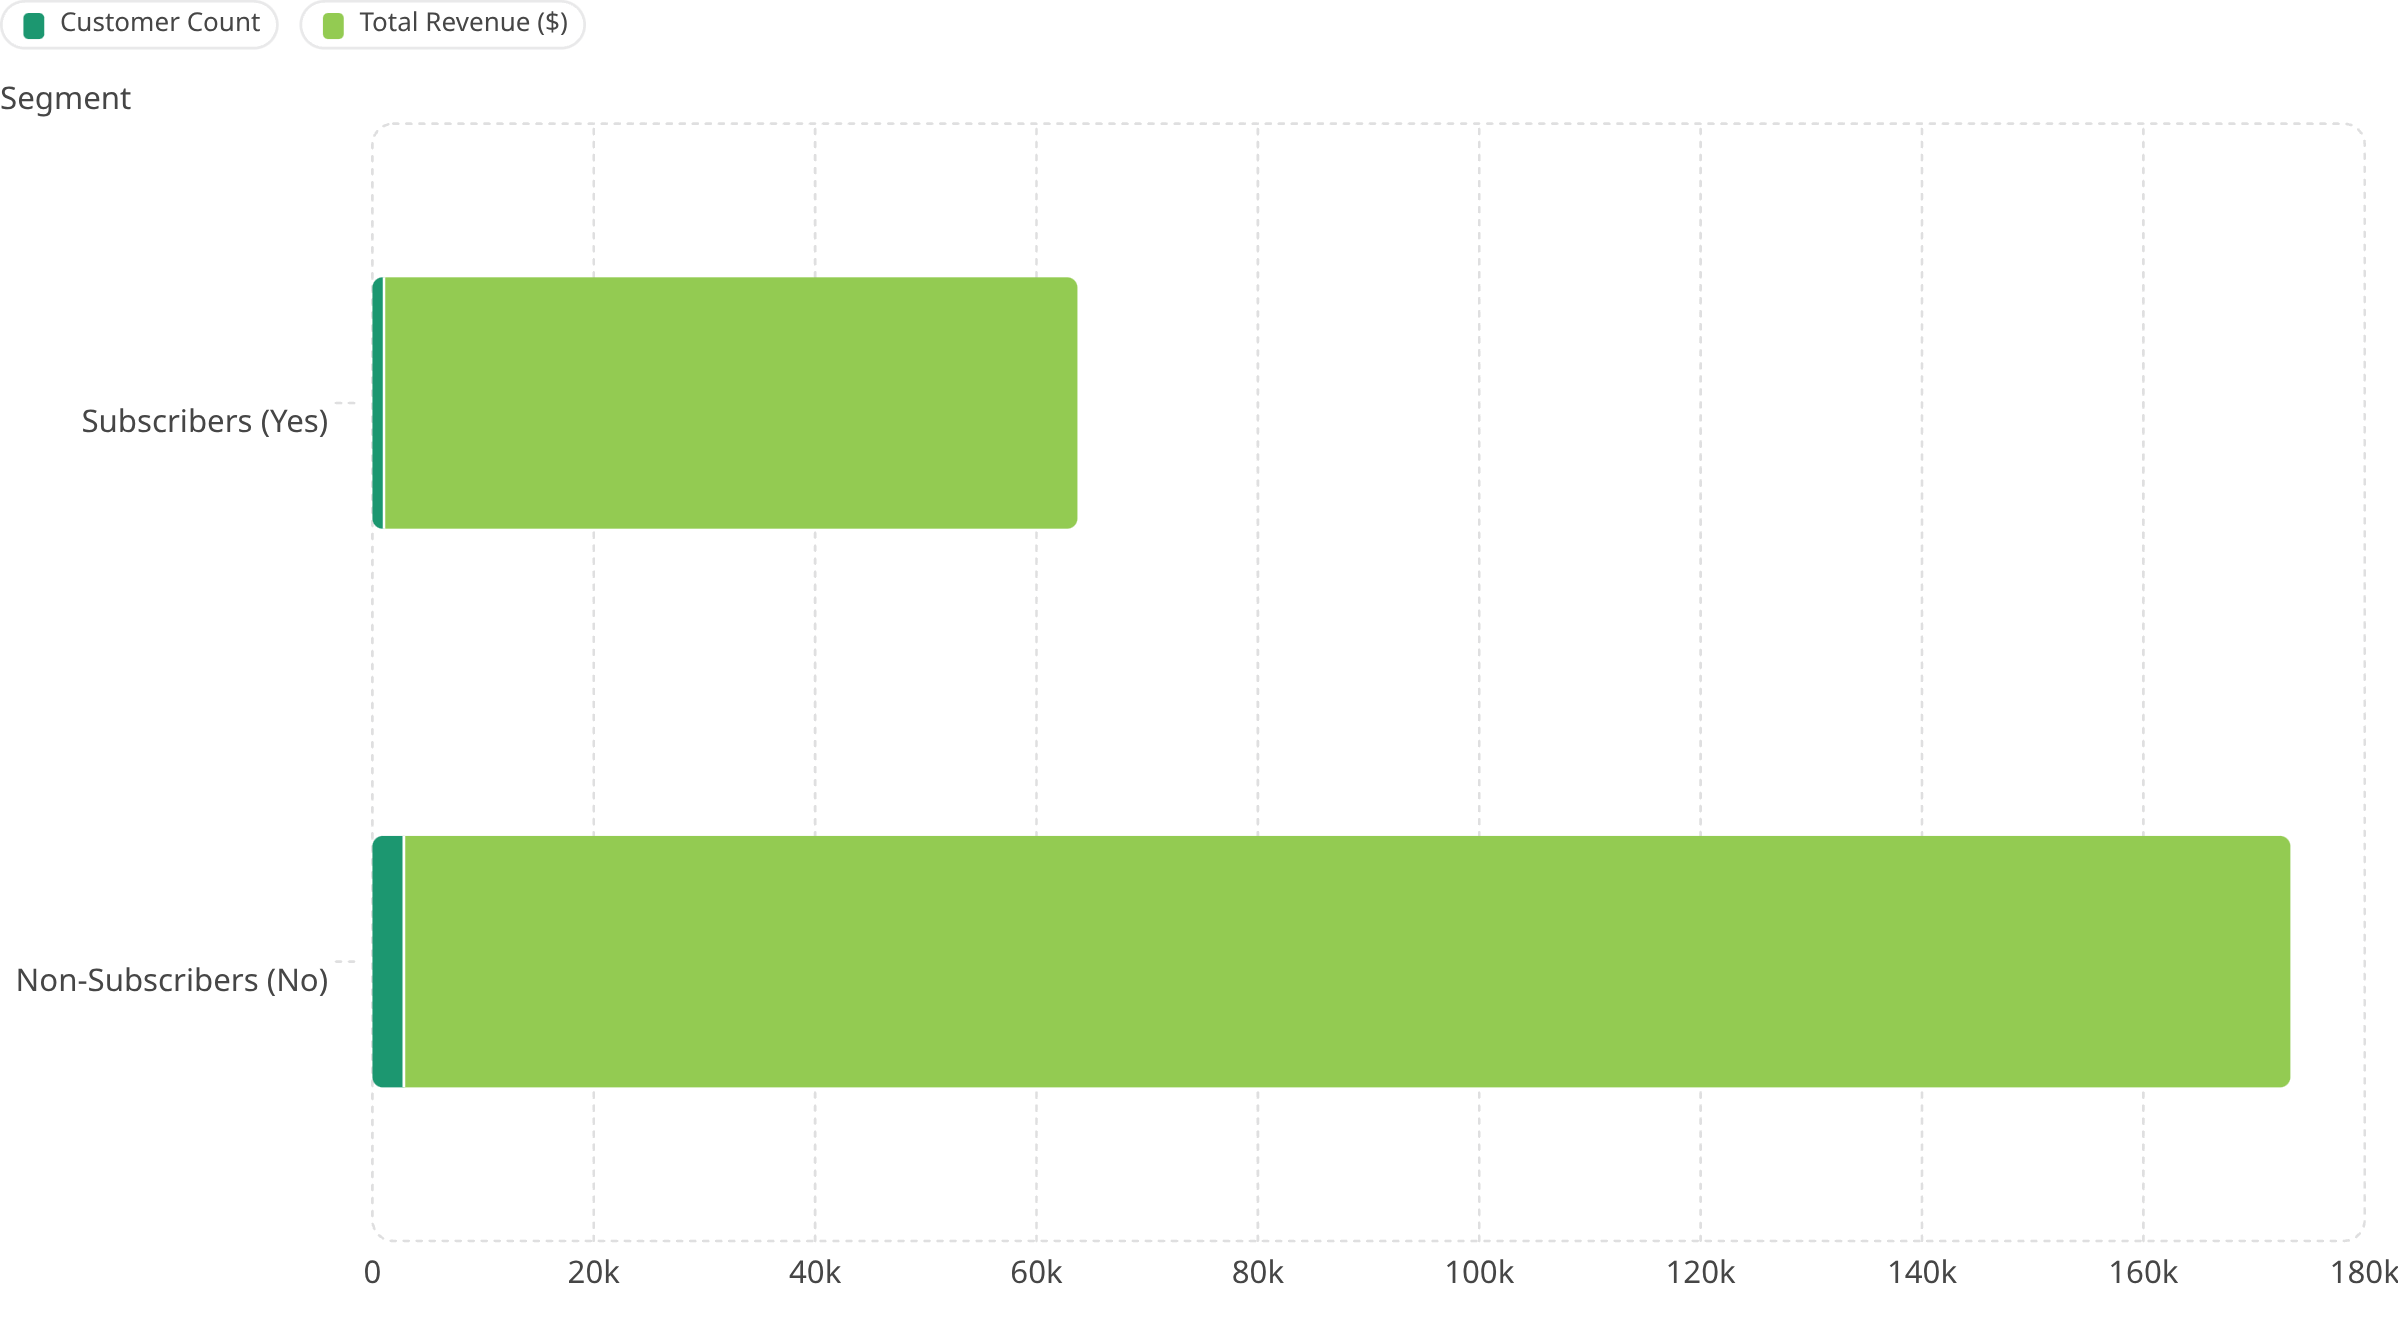 Customer Count
Total Revenue ($)
Segment
Subscribers (Yes)
Non-Subscribers (No)
0 20k 40k 60k 80k 100k 120k 140k 160k 180k